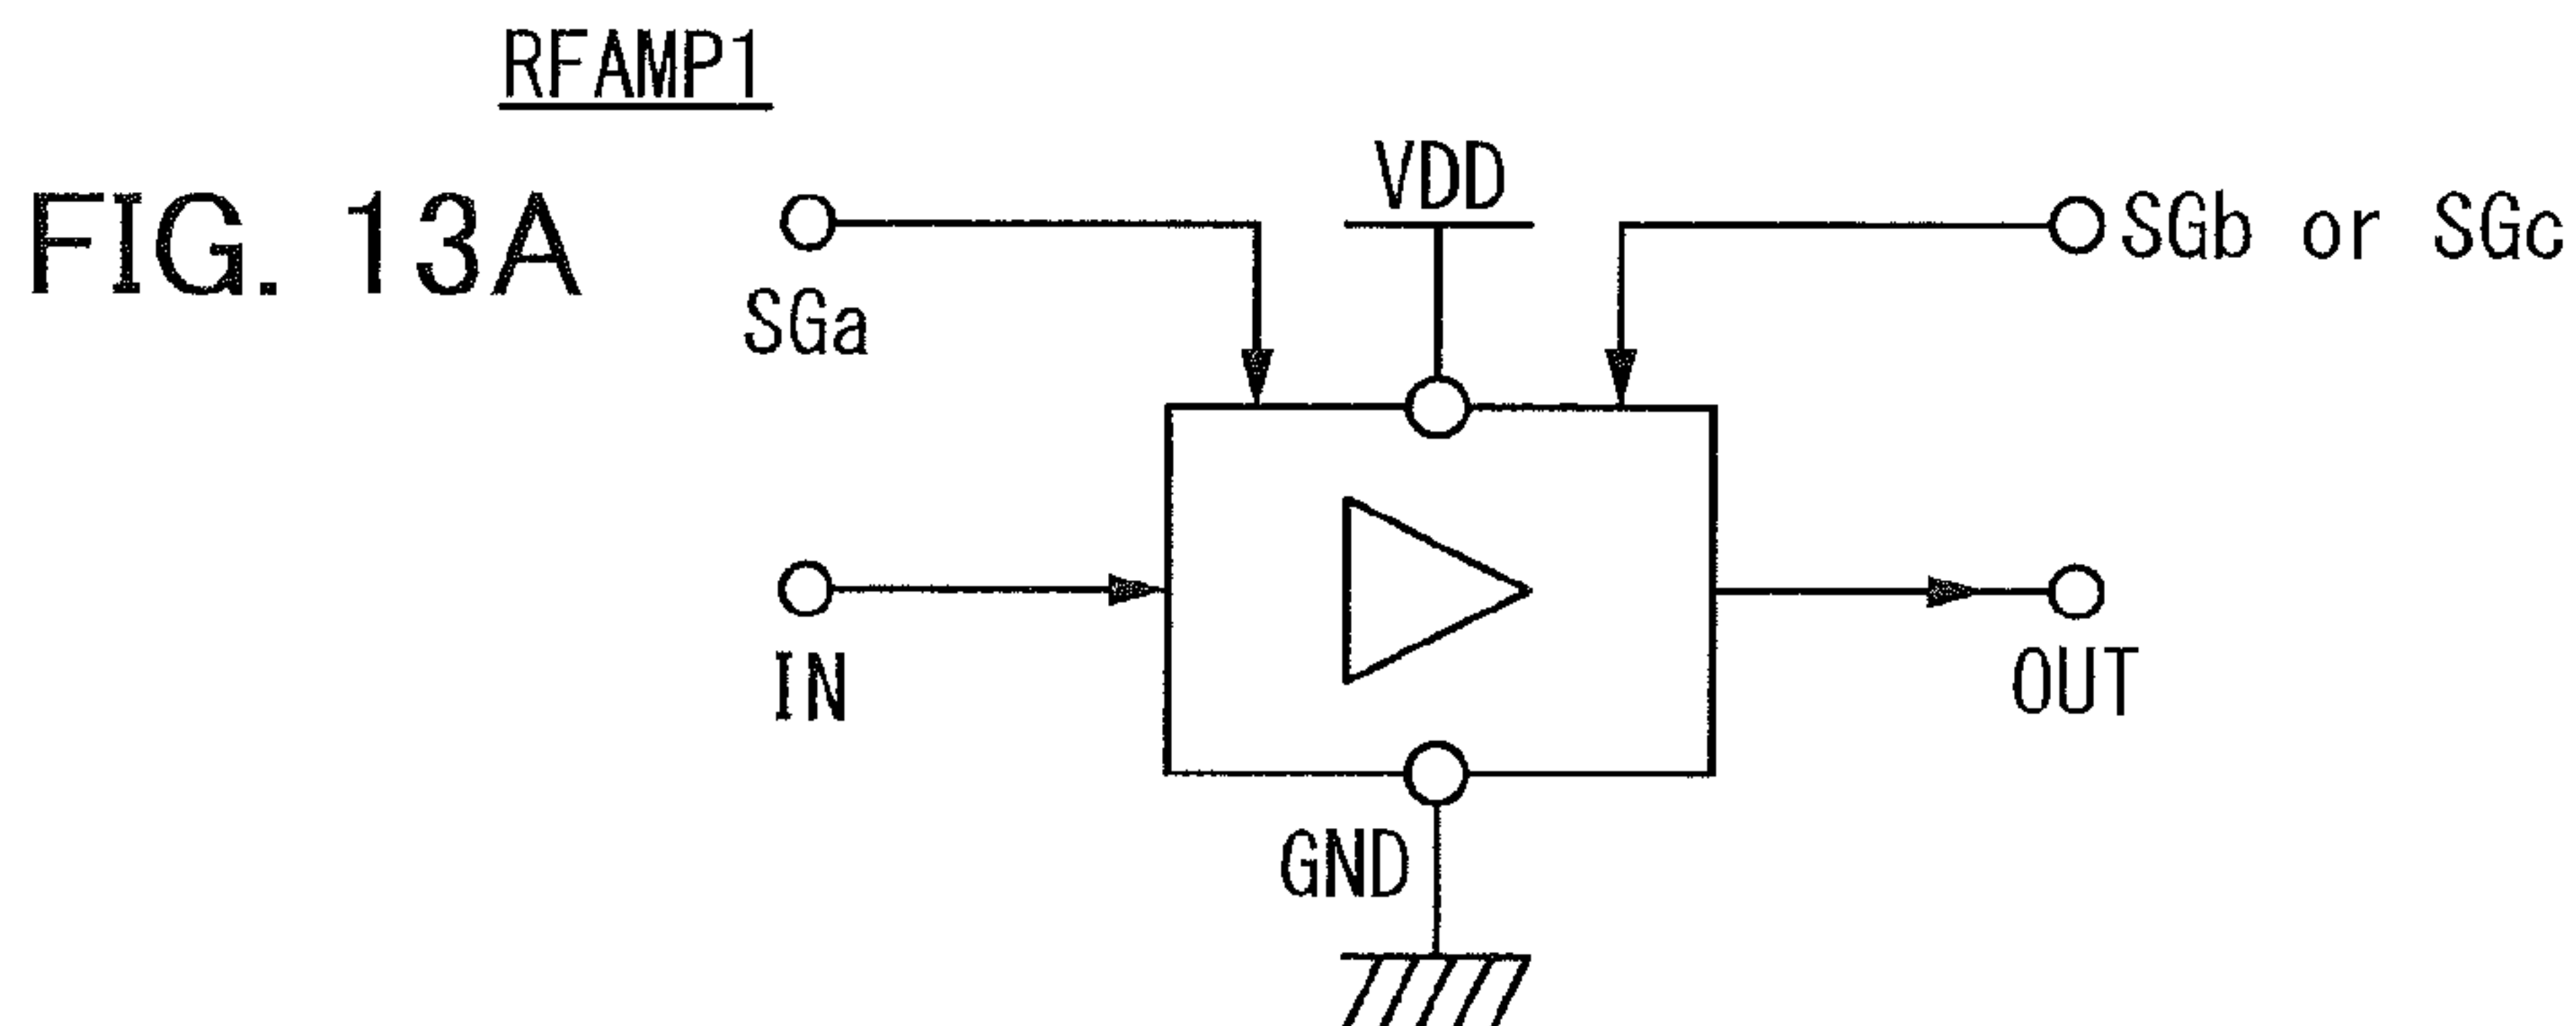 RFAMP1
FIG. 13A
VDD
SGa
SGb or SGc
IN
OUT
GND